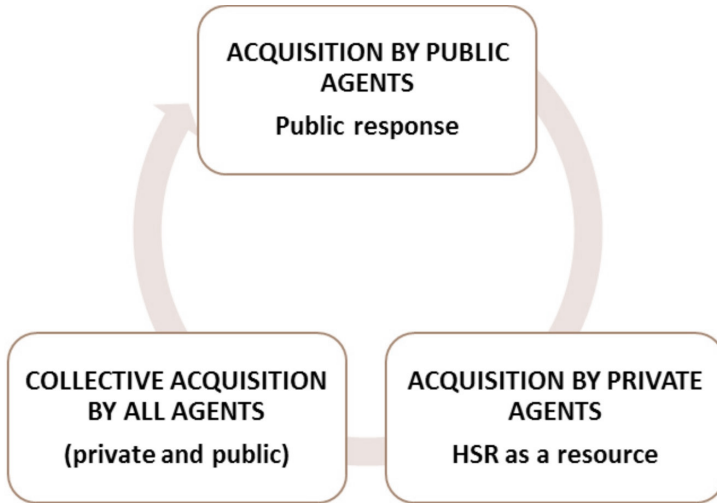 ACQUISITION BY PUBLIC
AGENTS
Public response
COLLECTIVE ACQUISITION
BY ALL AGENTS
(private and public)
ACQUISITION BY PRIVATE
AGENTS
HSR as a resource